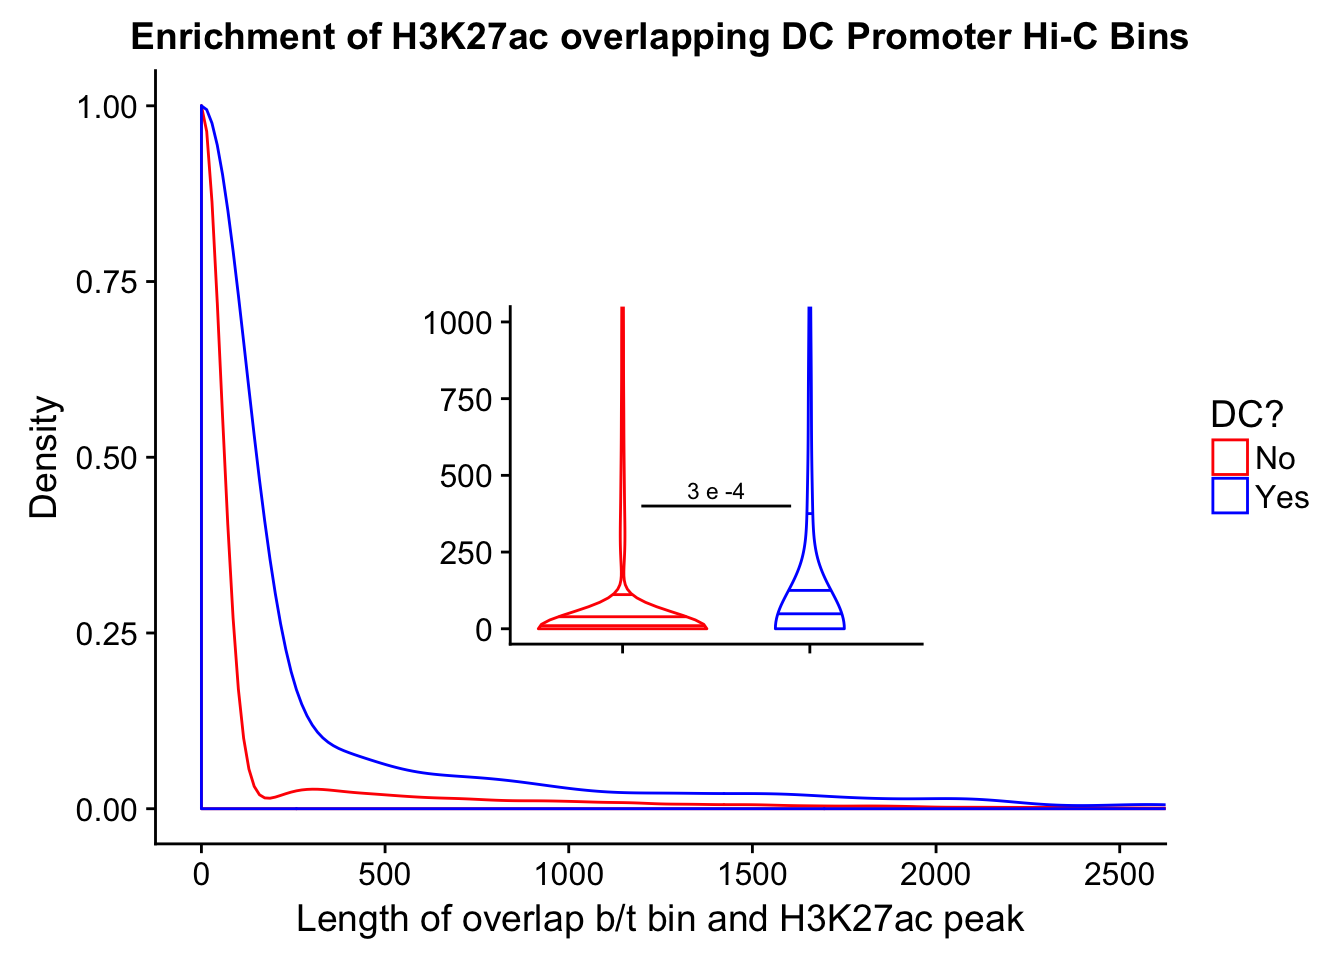 Enrichment of H3K27ac overlapping DC Promoter Hi-C Bins
1.00
0.75
0.50
0.25
0.00
Density
1000
750
500
250
0
3 e -4
DC?
No
Yes
0 500 1000 1500 2000 2500
Length of overlap b/t bin and H3K27ac peak